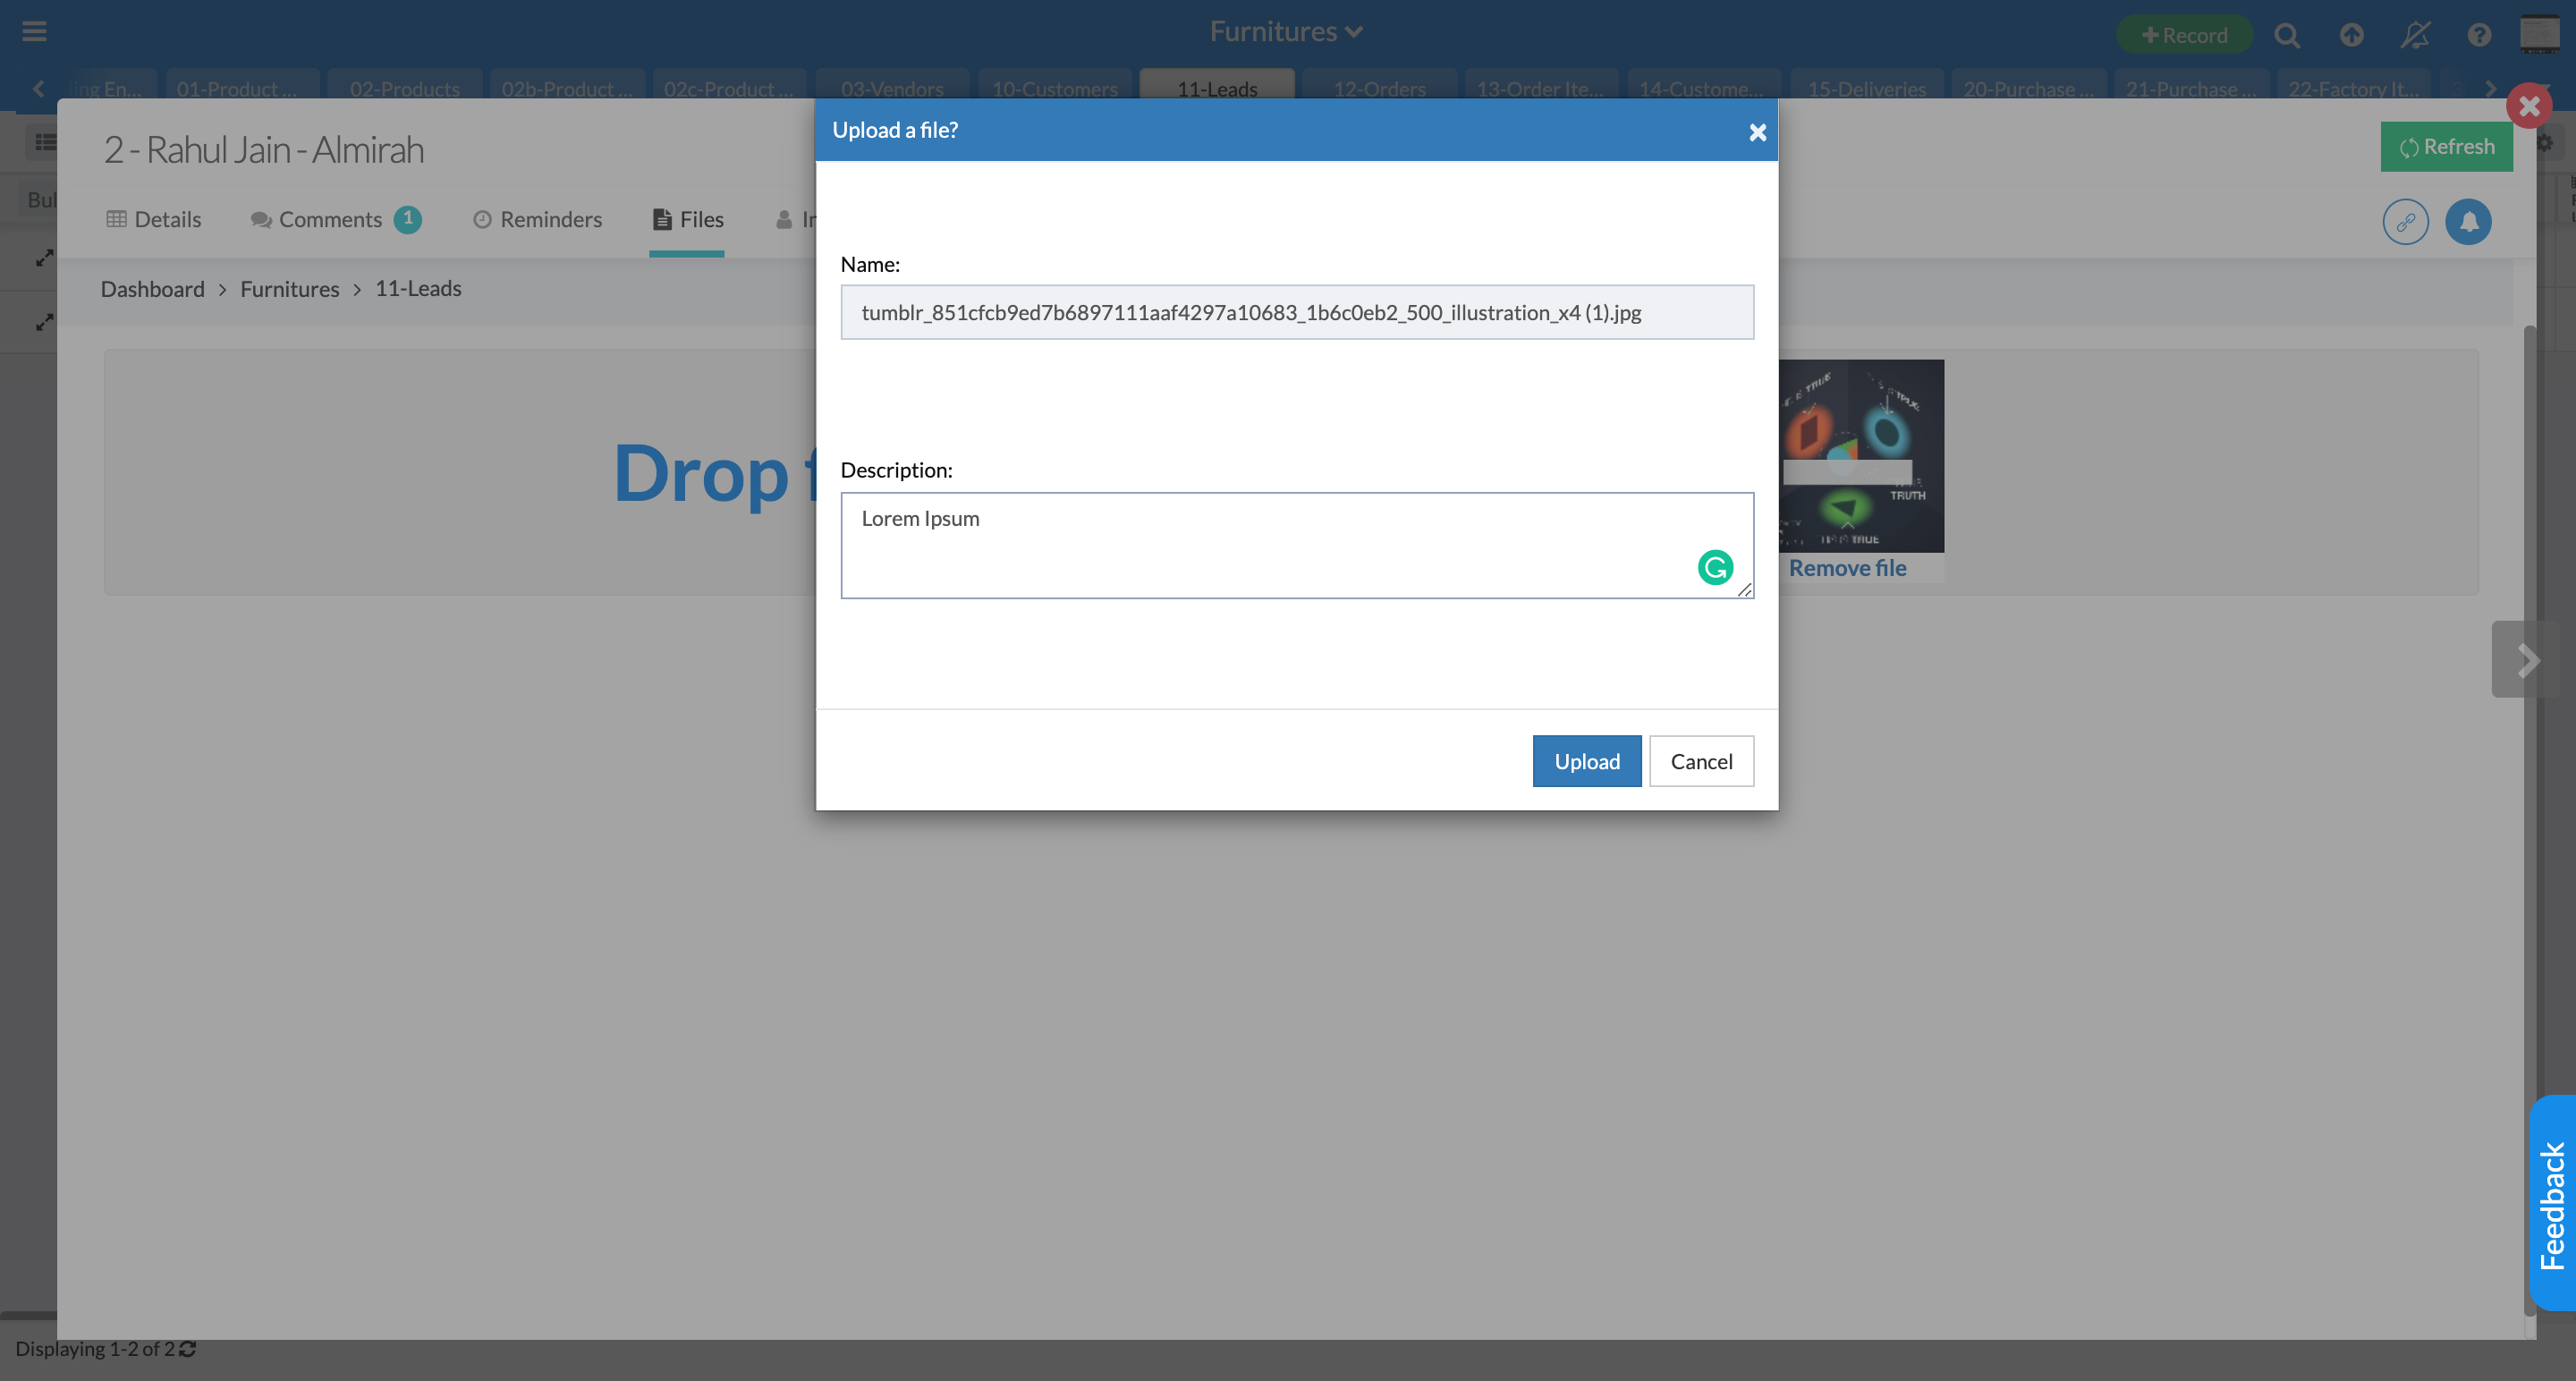 Furnitures
+ Record
ing En...
01-Product ...
02-Products
02b-Product ...
02c-Product ...
03-Vendors
10-Customers
11-Leads
12-Orders
13-Order Ite...
14-Custome...
15-Deliveries
20-Purchase ...
21-Purchase ...
22-Factory It...
Upload a file?
2 - Rahul Jain - Almirah
Refresh
Bul
Details
Comments 1
Reminders
Files
Name:
Dashboard > Furnitures > 11-Leads
tumblr_851cfcb9ed7b6897111aaf4297a10683_1b6c0eb2_500_illustration_x4 (1).jpg
Drop f
Description:
Lorem Ipsum
TRUTH
Remove file
Upload
Cancel
Feedback
Displaying 1-2 of 2